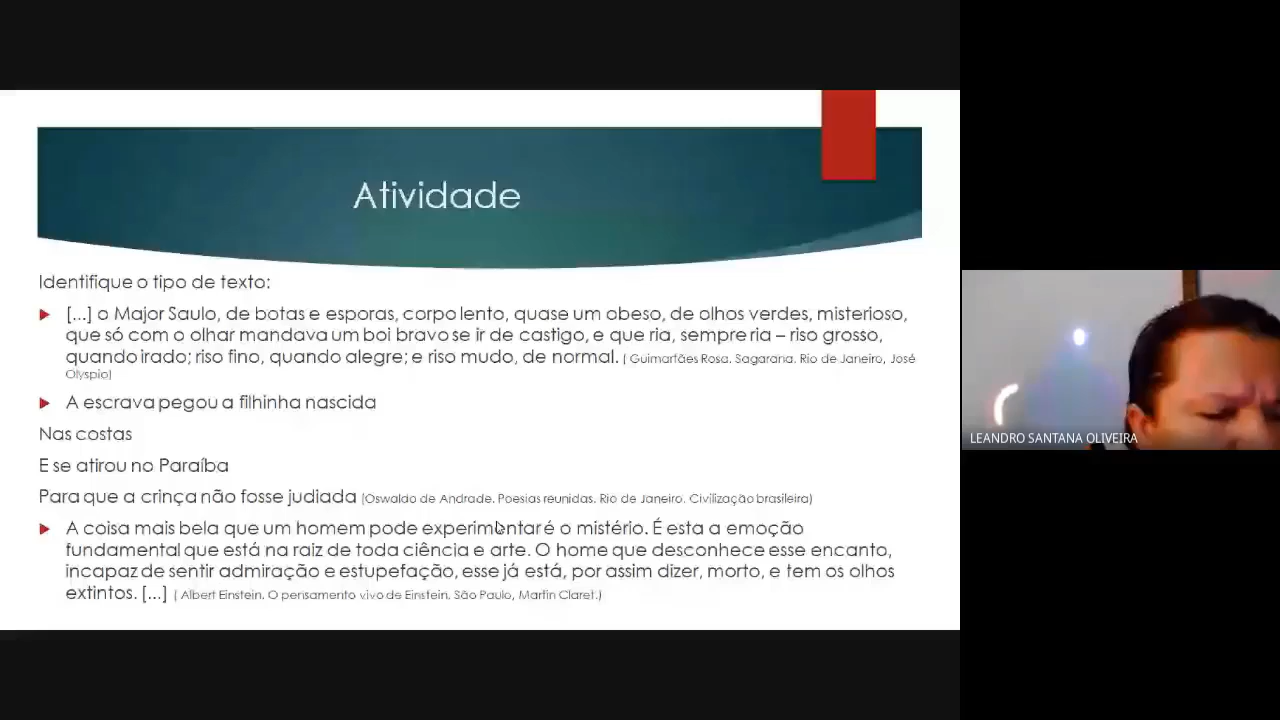 Atividade
Identifique o tipo de texto:
[...] o Major Saulo, de botas e esporas, corpo lento, quase um obeso, de olhos verdes, misterioso,
que só com o olhar mandava um boi bravo se ir de castigo, e que ria, sempre ria – riso grosso,
quando irado; riso fino, quando alegre; e riso mudo, de normal. ( Guimartães Rosa. Sagarana. Rio de Janeiro, José
Olyspio)
A escrava pegou a filhinha nascida
Nas costas
E se atirou no Paraíba
Para que a crinça não fosse judiada (Oswaldo de Andrade. Poesias reunidas. Rio de Janeiro. Civilização brasileira)
A coisa mais bela que um homem pode experimentar é o mistério. É esta a emoção
fundamental que está na raiz de toda ciência e arte. O home que desconhece esse encanto,
incapaz de sentir admiração e estupefação, esse já está, por assim dizer, morto, e tem os olhos
extintos. [...] ( Albert Einstein. O pensamento vivo de Einstein. São Paulo, Martin Claret.)
LEANDRO SANTANA OLIVEIRA